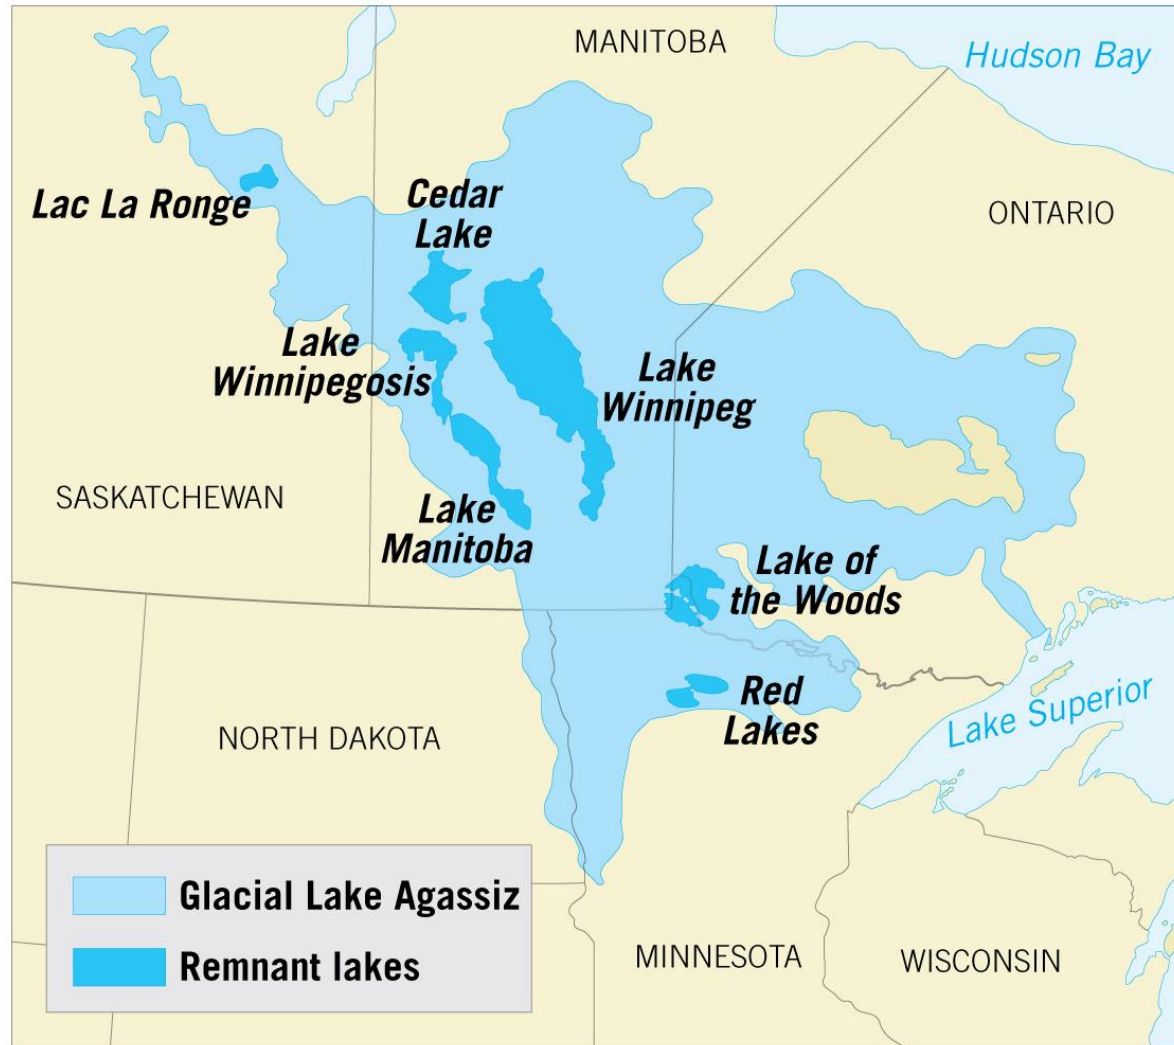 MANITOBA
Hudson Bay
Lac La Ronge
Cedar
Lake
ONTARIO
Lake
Winnipegosis
Lake
Winnipeg
SASKATCHEWAN
Lake
Manitoba
Lake of
the Woods
Red
Lakes
Lake Superior
NORTH DAKOTA
Glacial Lake Agassiz
Remnant lakes
MINNESOTA
WISCONSIN